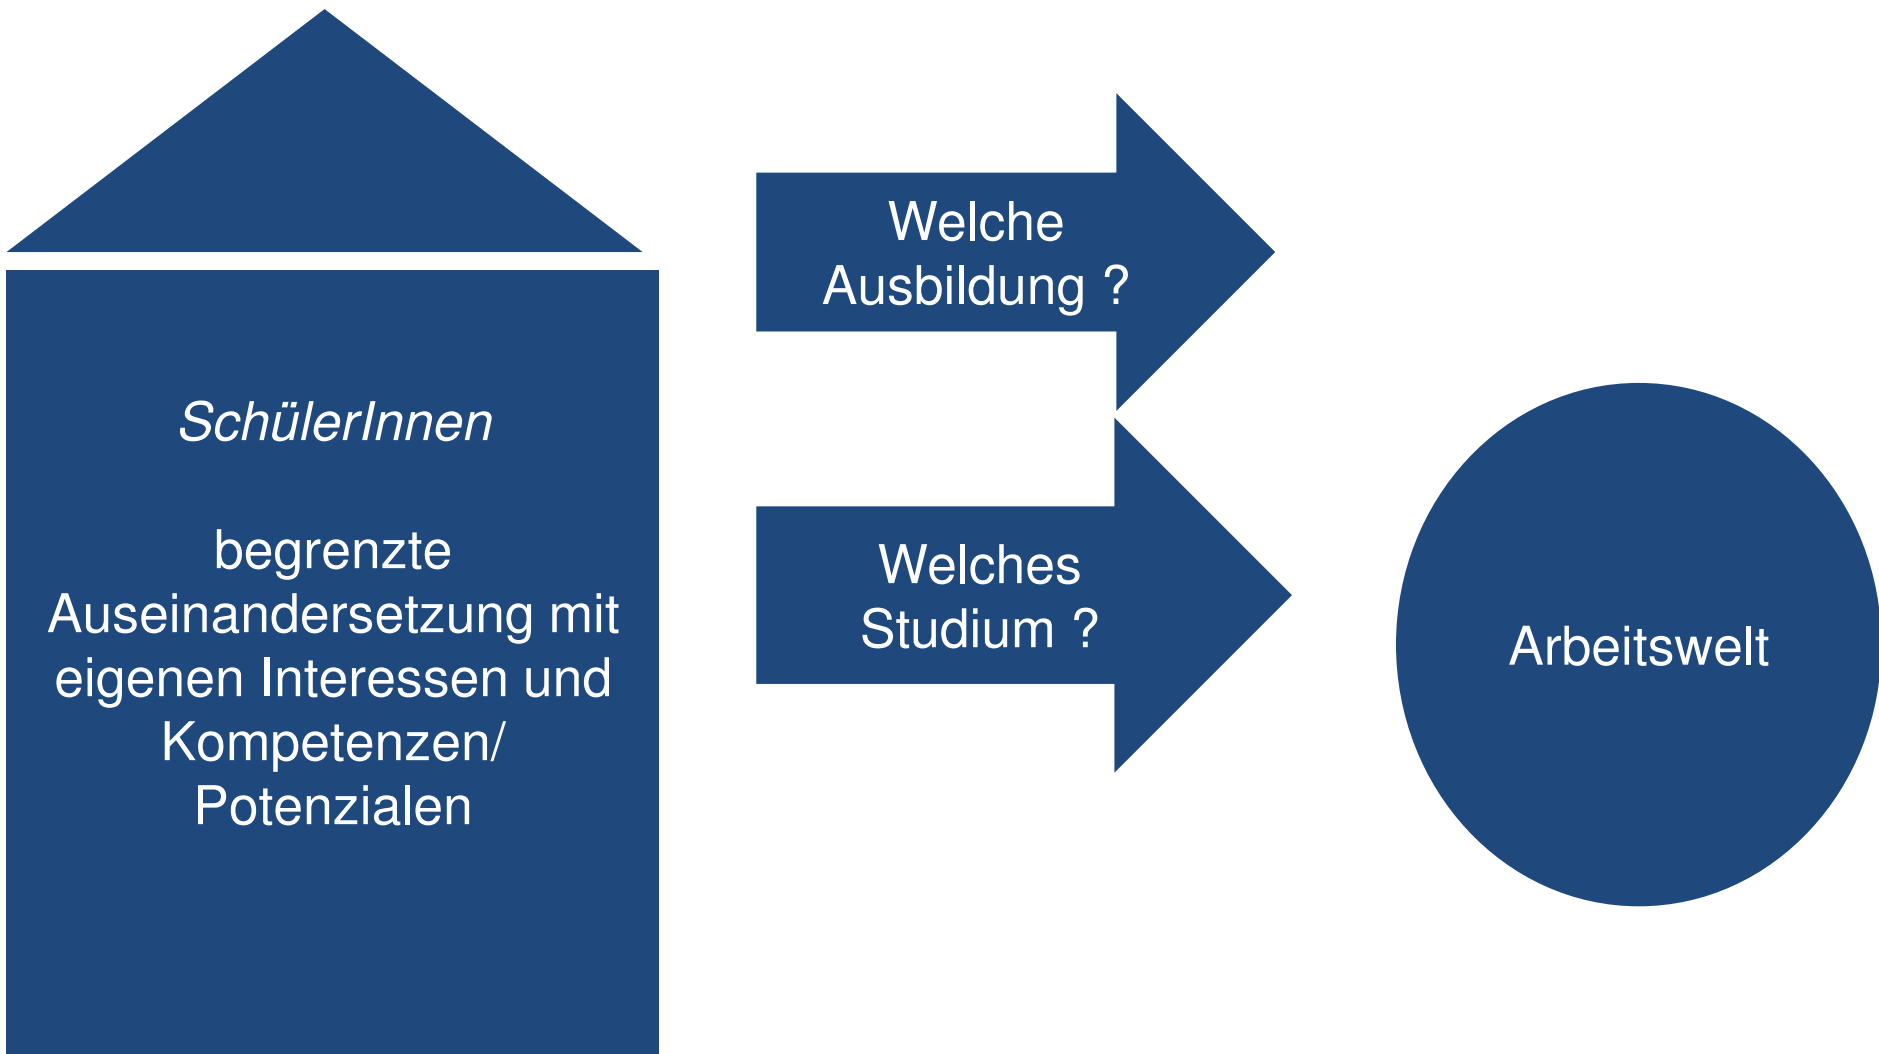 SchülerInnen
begrenzte
Auseinandersetzung mit
eigenen Interessen und
Kompetenzen/
Potenzialen
Welche
Ausbildung ?
Welches
Studium ?
Arbeitswelt